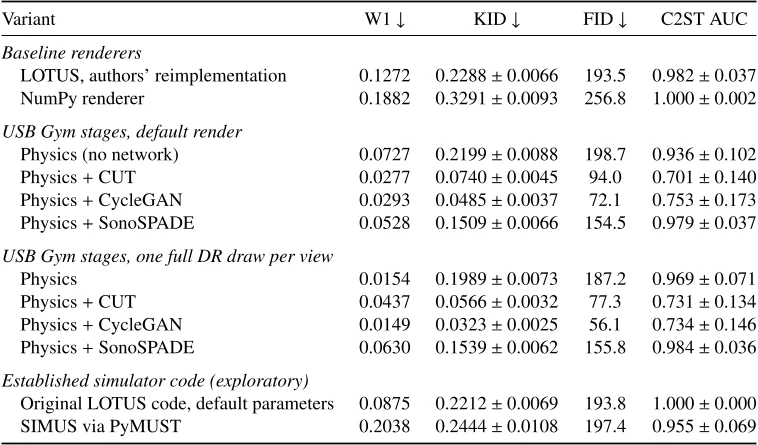 Variant W1 ↓ KID ↓ FID ↓ C2ST AUC
Baseline renderers
LOTUS, authors' reimplementation 0.1272 0.2288 ± 0.0066 193.5 0.982 ± 0.037
NumPy renderer 0.1882 0.3291 ± 0.0093 256.8 1.000 ± 0.002
USB Gym stages, default render
Physics (no network) 0.0727 0.2199 ± 0.0088 198.7 0.936 ± 0.102
Physics + CUT 0.0277 0.0740 ± 0.0045 94.0 0.701 ± 0.140
Physics + CycleGAN 0.0293 0.0485 ± 0.0037 72.1 0.753 ± 0.173
Physics + SonoSPADE 0.0528 0.1509 ± 0.0066 154.5 0.979 ± 0.037
USB Gym stages, one full DR draw per view
Physics 0.0154 0.1989 ± 0.0073 187.2 0.969 ± 0.071
Physics + CUT 0.0437 0.0566 ± 0.0032 77.3 0.731 ± 0.134
Physics + CycleGAN 0.0149 0.0323 ± 0.0025 56.1 0.734 ± 0.146
Physics + SonoSPADE 0.0630 0.1539 ± 0.0062 155.8 0.984 ± 0.036
Established simulator code (exploratory)
Original LOTUS code, default parameters 0.0875 0.2212 ± 0.0069 193.8 1.000 ± 0.000
SIMUS via PyMUST 0.2038 0.2444 ± 0.0108 197.4 0.955 ± 0.069